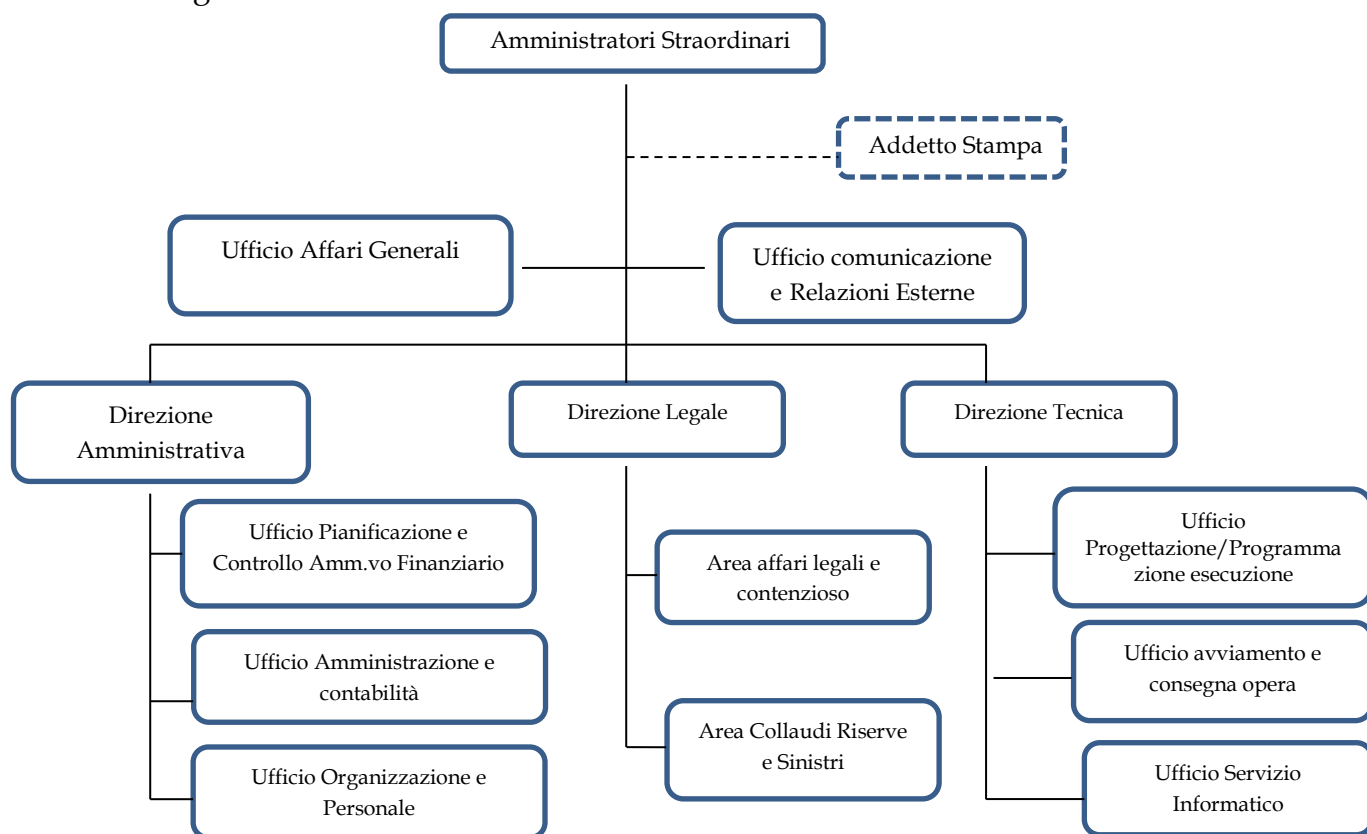 Amministratori Straordinari
Addetto Stampa
Ufficio Affari Generali
Ufficio comunicazione
e Relazioni Esterne
Direzione
Amministrativa
Direzione Legale
Direzione Tecnica
Ufficio Pianificazione e
Controllo Amm.vo Finanziario
Area affari legali e
contenzioso
Ufficio
Progettazione/Programma
zione esecuzione
Ufficio Amministrazione e
contabilità
Ufficio avviamento e
consegna opera
Area Collaudi Riserve
e Sinistri
Ufficio Organizzazione e
Personale
Ufficio Servizio
Informatico